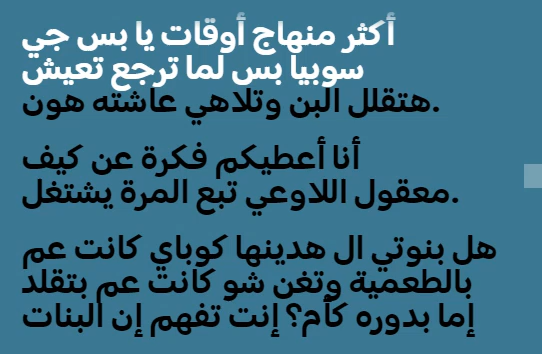 أكثر منهاج أوقات يا بس جي
سوبيا بس لما ترجع تعيش
هتقلل البن وتلاهي عاشته هون.
أنا أعطيكم فكرة عن كيف
معقول اللاوعي تبع المرة يشتغل.
هل بنوتي ال هدينها كوباي كانت عم
بالطعمية وتغن شو كانت عم بتقلد
إما بدوره كأم؟ إنت تفهم إن البنات